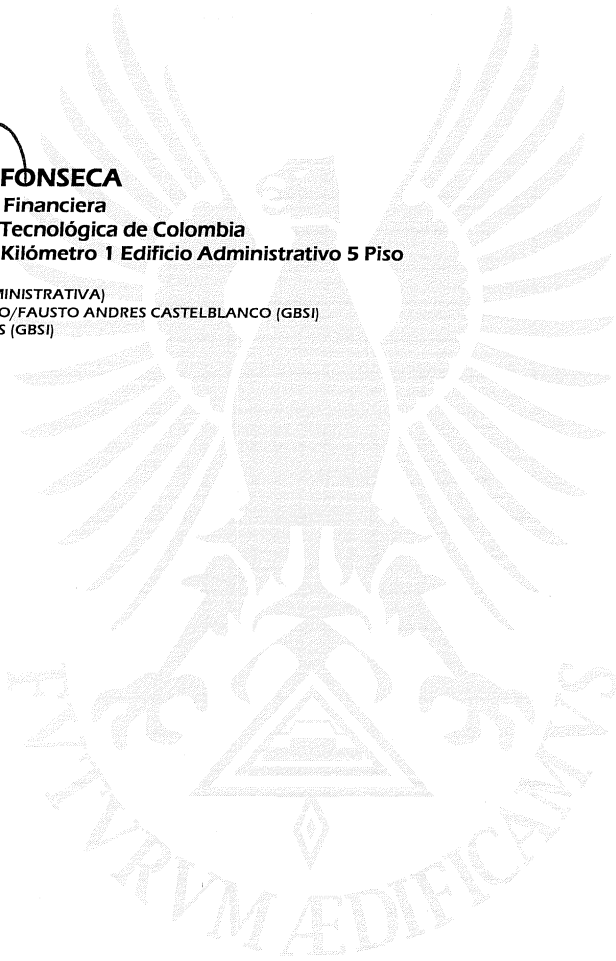 FONSECA
Financiera
Tecnológica de Colombia
Kilómetro 1 Edificio Administrativo 5 Piso
MINISTRATIVA)
O/FAUSTO ANDRES CASTELBLANCO (GBSI)
S (GBSI)
FVTVRVM ÆDIFICAMVS